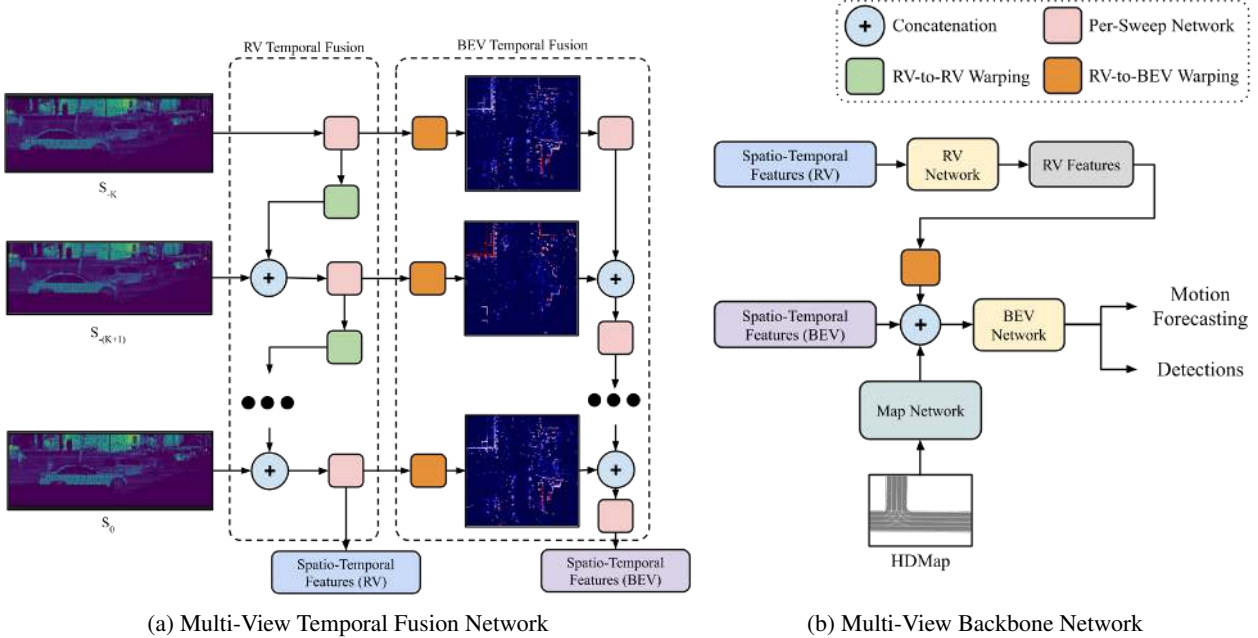 RV Temporal Fusion
BEV Temporal Fusion
S-K
S-(K+1)
S0
+
+
+
+
Spatio-Temporal
Features (RV)
Spatio-Temporal
Features (BEV)
(a) Multi-View Temporal Fusion Network
+
Concatenation
Per-Sweep Network
RV-to-RV Warping
RV-to-BEV Warping
Spatio-Temporal
Features (RV)
RV
Network
RV Features
Spatio-Temporal
Features (BEV)
+
BEV
Network
Motion
Forecasting
Detections
Map Network
HDMap
(b) Multi-View Backbone Network